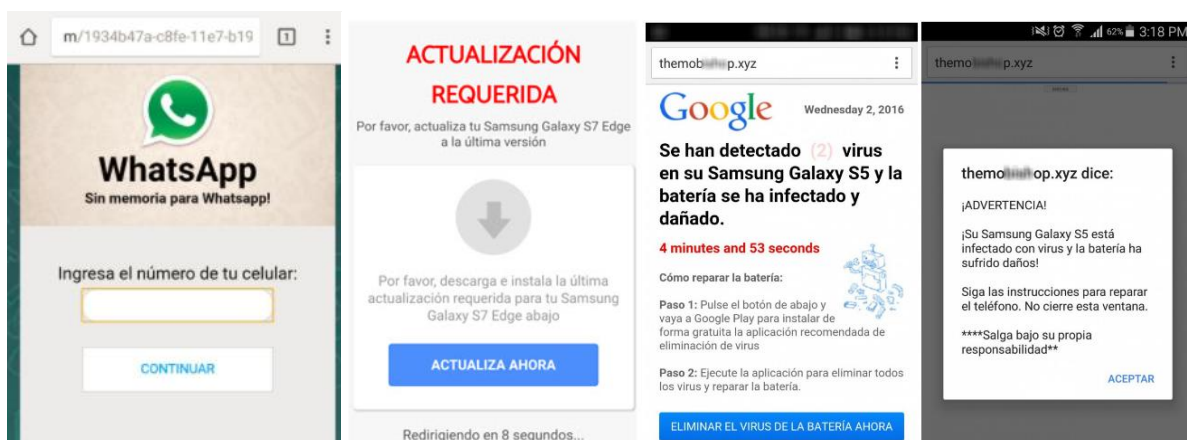 m/1934b47a-c8fe-11e7-b19
1
WhatsApp
Sin memoria para Whatsapp!
Ingresa el número de tu celular:
CONTINUAR
ACTUALIZACIÓN
REQUERIDA
Por favor, actualiza tu Samsung Galaxy S7 Edge
a la última versión
Por favor, descarga e instala la última
actualización requerida para tu Samsung
Galaxy S7 Edge abajo
ACTUALIZA AHORA
Redirigiendo en 8 segundos...
themob p.xyz
Google
Wednesday 2, 2016
Se han detectado (2) virus
en su Samsung Galaxy S5 y la
batería se ha infectado y
dañado.
4 minutes and 53 seconds
Cómo reparar la batería:
Paso 1: Pulse el botón de abajo y
vaya a Google Play para instalar de
forma gratuita la aplicación recomendada de
eliminación de virus
Paso 2: Ejecute la aplicación para eliminar todos
los virus y reparar la batería.
ELIMINAR EL VIRUS DE LA BATERÍA AHORA
62% 3:18 PM
themo p.xyz
themo op.xyz dice:
¡ADVERTENCIA!
¡Su Samsung Galaxy S5 está
infectado con virus y la batería ha
sufrido daños!
Siga las instrucciones para reparar
el teléfono. No cierre esta ventana.
****Salga bajo su propia
responsabilidad**
ACEPTAR